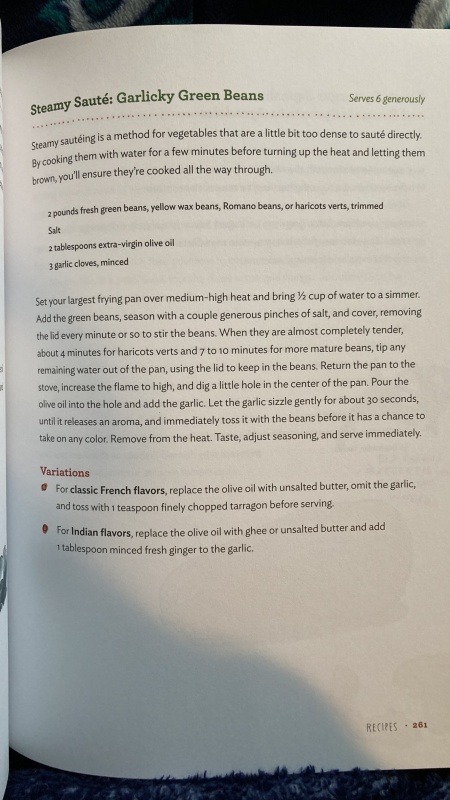 Steamy Sauté: Garlicky Green Beans
Serves 6 generously
Steamy sautéing is a method for vegetables that are a little bit too dense to sauté directly.
By cooking them with water for a few minutes before turning up the heat and letting them
brown, you'll ensure they're cooked all the way through.
2 pounds fresh green beans, yellow wax beans, Romano beans, or haricots verts, trimmed
Salt
2 tablespoons extra-virgin olive oil
3 garlic cloves, minced
Set your largest frying pan over medium-high heat and bring ½ cup of water to a simmer.
Add the green beans, season with a couple generous pinches of salt, and cover, removing
the lid every minute or so to stir the beans. When they are almost completely tender,
about 4 minutes for haricots verts and 7 to 10 minutes for more mature beans, tip any
remaining water out of the pan, using the lid to keep in the beans. Return the pan to the
stove, increase the flame to high, and dig a little hole in the center of the pan. Pour the
olive oil into the hole and add the garlic. Let the garlic sizzle gently for about 30 seconds,
until it releases an aroma, and immediately toss it with the beans before it has a chance to
take on any color. Remove from the heat. Taste, adjust seasoning, and serve immediately.
Variations
For classic French flavors, replace the olive oil with unsalted butter, omit the garlic,
and toss with 1 teaspoon finely chopped tarragon before serving.
For Indian flavors, replace the olive oil with ghee or unsalted butter and add
1 tablespoon minced fresh ginger to the garlic.
RECIPES • 261